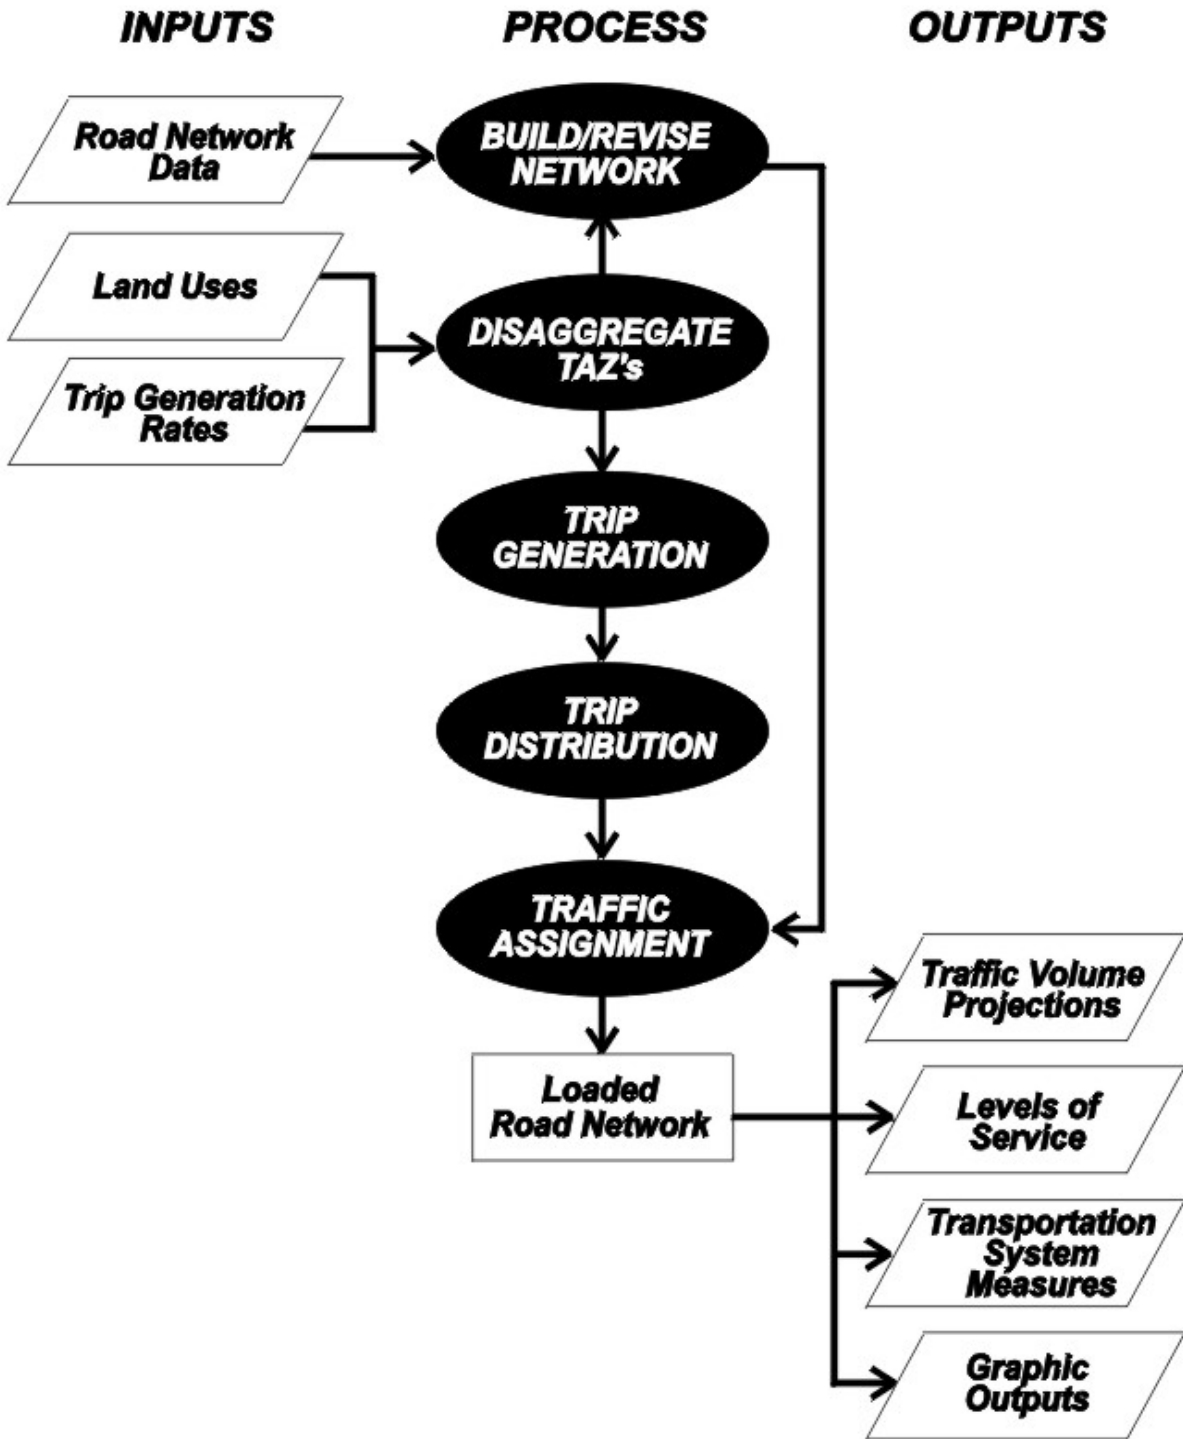 INPUTS
PROCESS
OUTPUTS
Road Network
Data
BUILD/REVISE
NETWORK
Land Uses
DISAGGREGATE
TAZ's
Trip Generation
Rates
TRIP
GENERATION
TRIP
DISTRIBUTION
TRAFFIC
ASSIGNMENT
Loaded
Road Network
Traffic Volume
Projections
Levels of
Service
Transportation
System
Measures
Graphic
Outputs